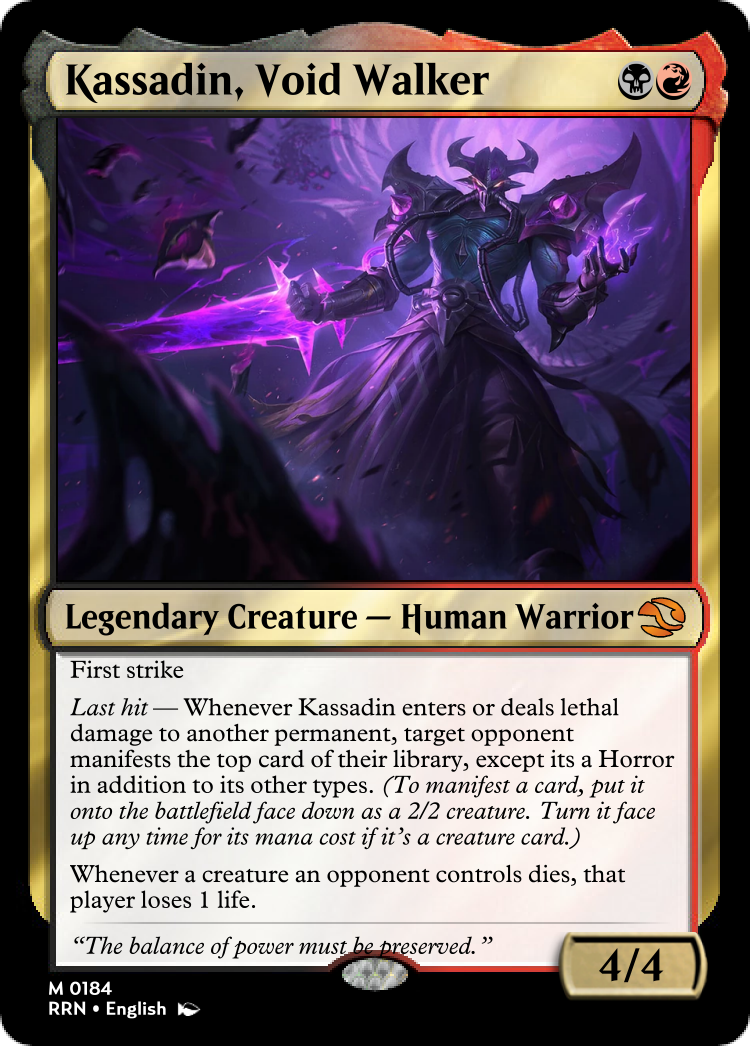 Kassadin, Void Walker
Legendary Creature — Human Warrior
First strike
Last hit — Whenever Kassadin enters or deals lethal
damage to another permanent, target opponent
manifests the top card of their library, except its a Horror
in addition to its other types. (To manifest a card, put it
onto the battlefield face down as a 2/2 creature. Turn it face
up any time for its mana cost if it's a creature card.)
Whenever a creature an opponent controls dies, that
player loses 1 life.
“The balance of power must be preserved.”
4/4
M 0184
RRN • English